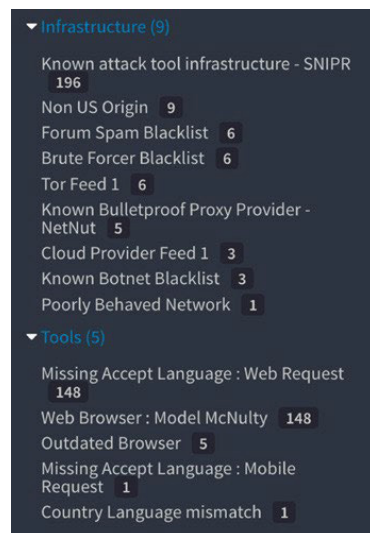 Infrastructure (9)
Known attack tool infrastructure - SNIPR
196
Non US Origin 9
Forum Spam Blacklist 6
Brute Forcer Blacklist 6
Tor Feed 1 6
Known Bulletproof Proxy Provider -
NetNut 5
Cloud Provider Feed 1 3
Known Botnet Blacklist 3
Poorly Behaved Network 1
Tools (5)
Missing Accept Language : Web Request
148
Web Browser : Model McNulty 148
Outdated Browser 5
Missing Accept Language : Mobile
Request 1
Country Language mismatch 1